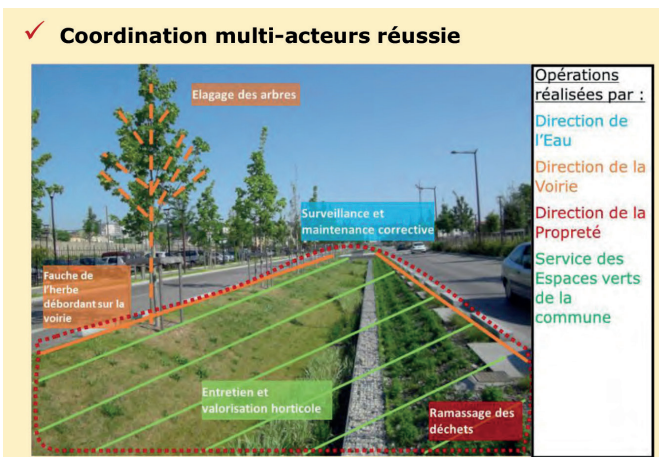 ✓ Coordination multi-acteurs réussie
Elagage des arbres
Surveillance et
maintenance corrective
Fauche de
l'herbe
débordant sur la
voirie
Entretien et
valorisation horticole
Ramassage des
déchets
Opérations
réalisées par :
Direction de
l'Eau
Direction de la
Voirie
Direction de la
Propreté
Service des
Espaces verts
de la
commune